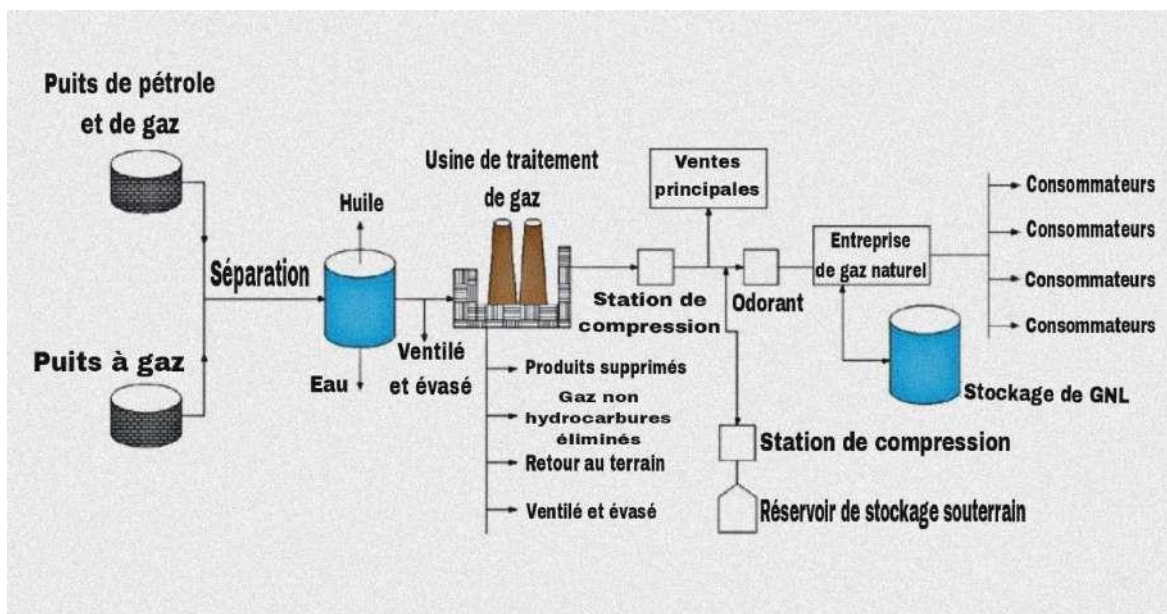 Puits de pétrole
et de gaz
Puits à gaz
Séparation
Huile
Eau
Ventilé
et évasé
Usine de traitement
de gaz
Produits supprimés
Gaz non
hydrocarbures
éliminés
Retour au terrain
Ventilé et évasé
Station de
compression
Ventes
principales
Odorant
Station de compression
Réservoir de stockage souterrain
Entreprise
de gaz naturel
Stockage de GNL
Consommateurs
Consommateurs
Consommateurs
Consommateurs